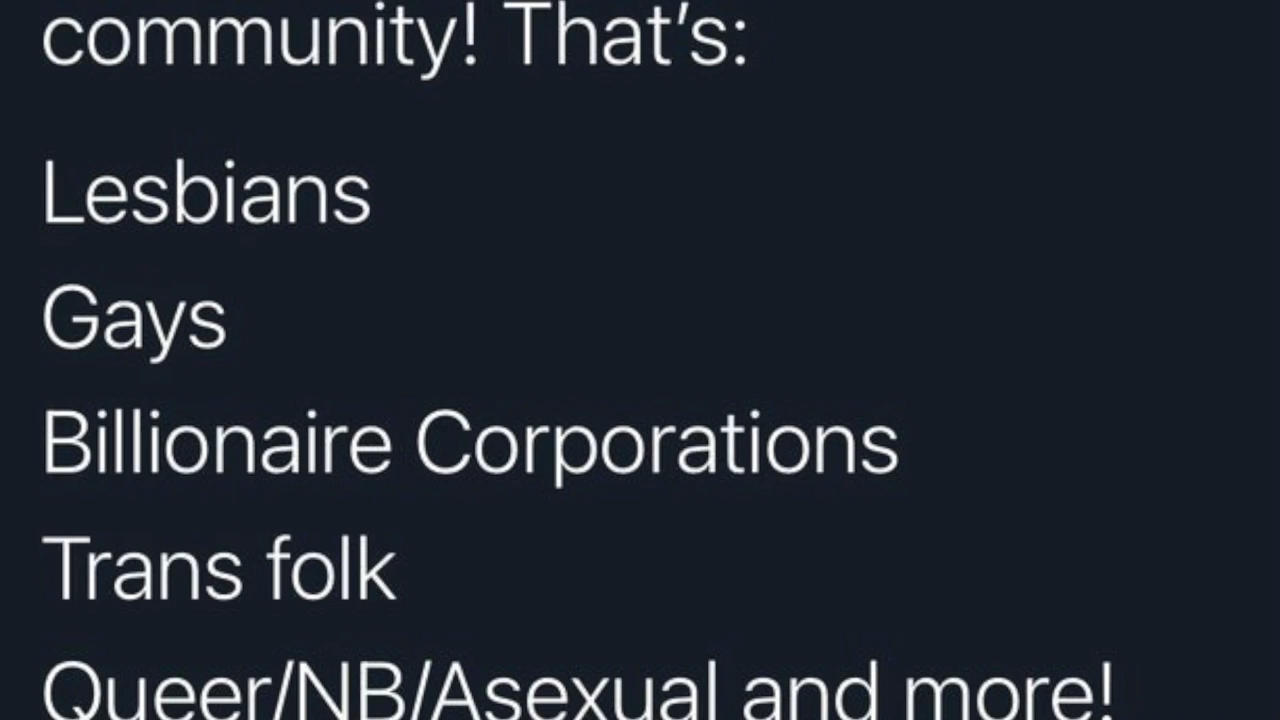 community! That’s:
Lesbians
Gays
Billionaire Corporations
Trans folk
Queer/NB/Asexual and more!